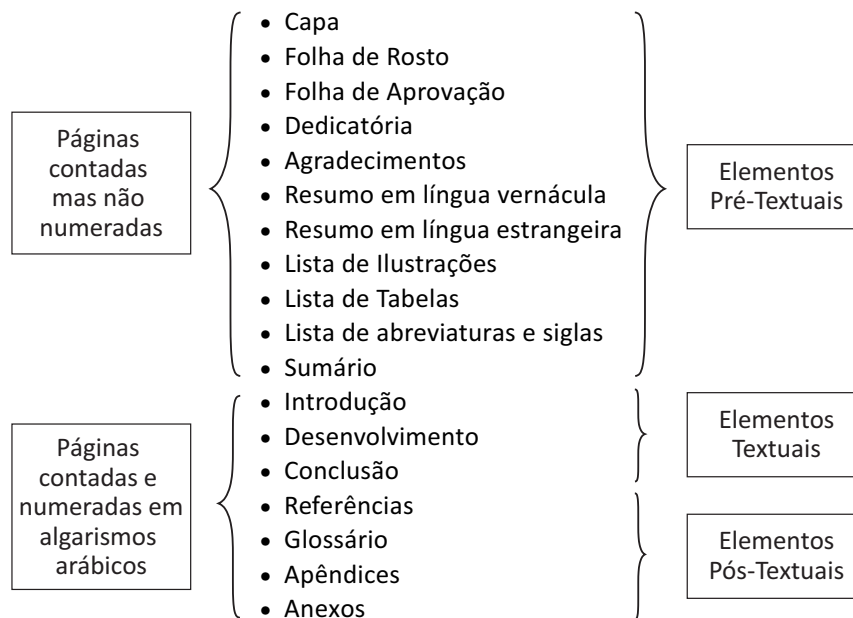 Capa
Folha de Rosto
Folha de Aprovação
Dedicatória
Agradecimentos
Resumo em língua vernácula
Resumo em língua estrangeira
Lista de Ilustrações
Lista de Tabelas
Lista de abreviaturas e siglas
Sumário
Introdução
Desenvolvimento
Conclusão
Referências
Glossário
Apêndices
Anexos
Páginas
contadas
mas não
numeradas
Páginas
contadas e
numeradas em
algarismos
arábicos
Elementos
Pré-Textuais
Elementos
Textuais
Elementos
Pós-Textuais